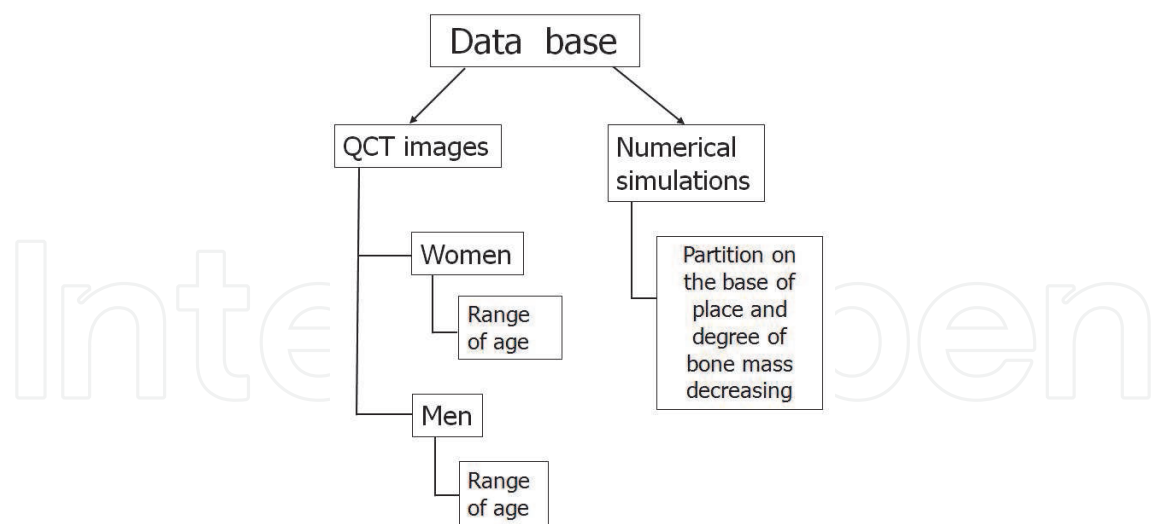 Data base
QCT images
Numerical
simulations
Women
Partition on
the base of
place and
degree of
bone mass
decreasing
Range
of age
Men
Range
of age